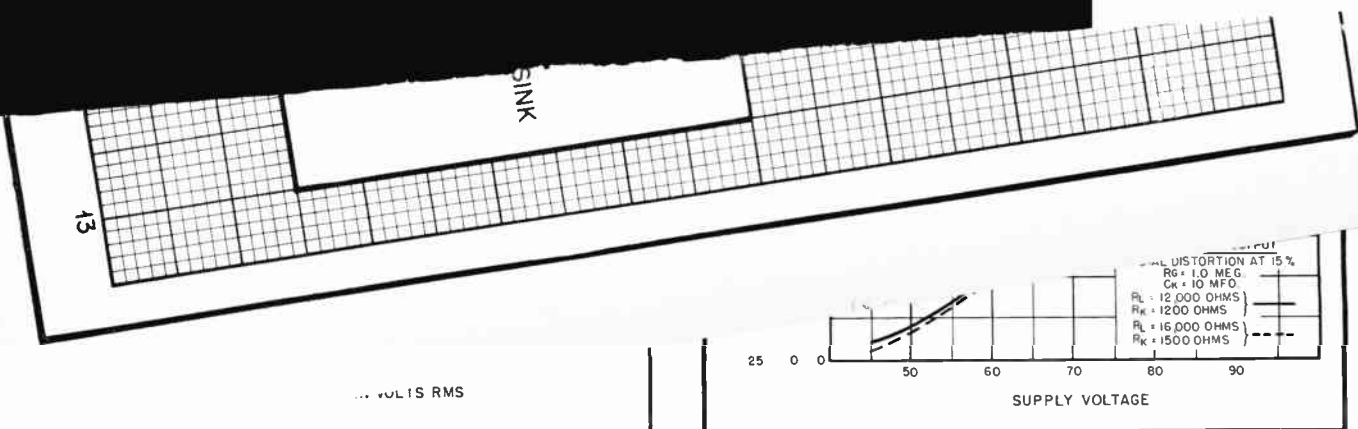 SINK
13
DISTORTION AT 15%
RG = 1.0 MEG.
CK = 10 MFD.
RL = 12,000 OHMS
RK = 1200 OHMS
RL = 16,000 OHMS
RK = 1500 OHMS
25 0 0
50 60 70 80 90
VOLTS RMS
SUPPLY VOLTAGE